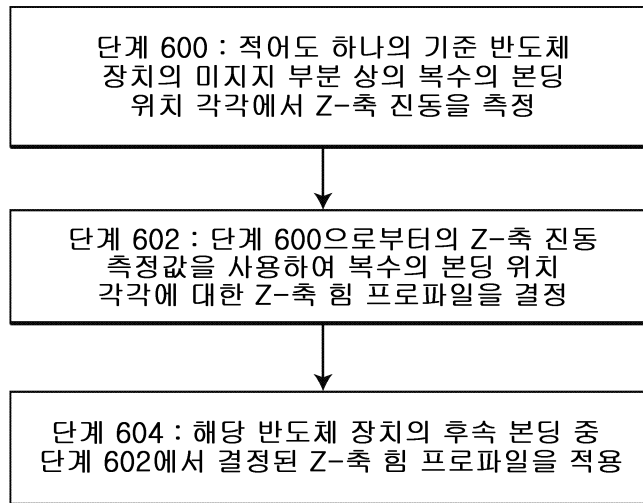 단계 600 : 적어도 하나의 기준 반도체
장치의 미지지 부분 상의 복수의 본딩
위치 각각에서 Z-축 진동을 측정
단계 602 : 단계 600으로부터의 Z-축 진동
측정값을 사용하여 복수의 본딩 위치
각각에 대한 Z-축 힘 프로파일을 결정
단계 604 : 해당 반도체 장치의 후속 본딩 중
단계 602에서 결정된 Z-축 힘 프로파일을 적용